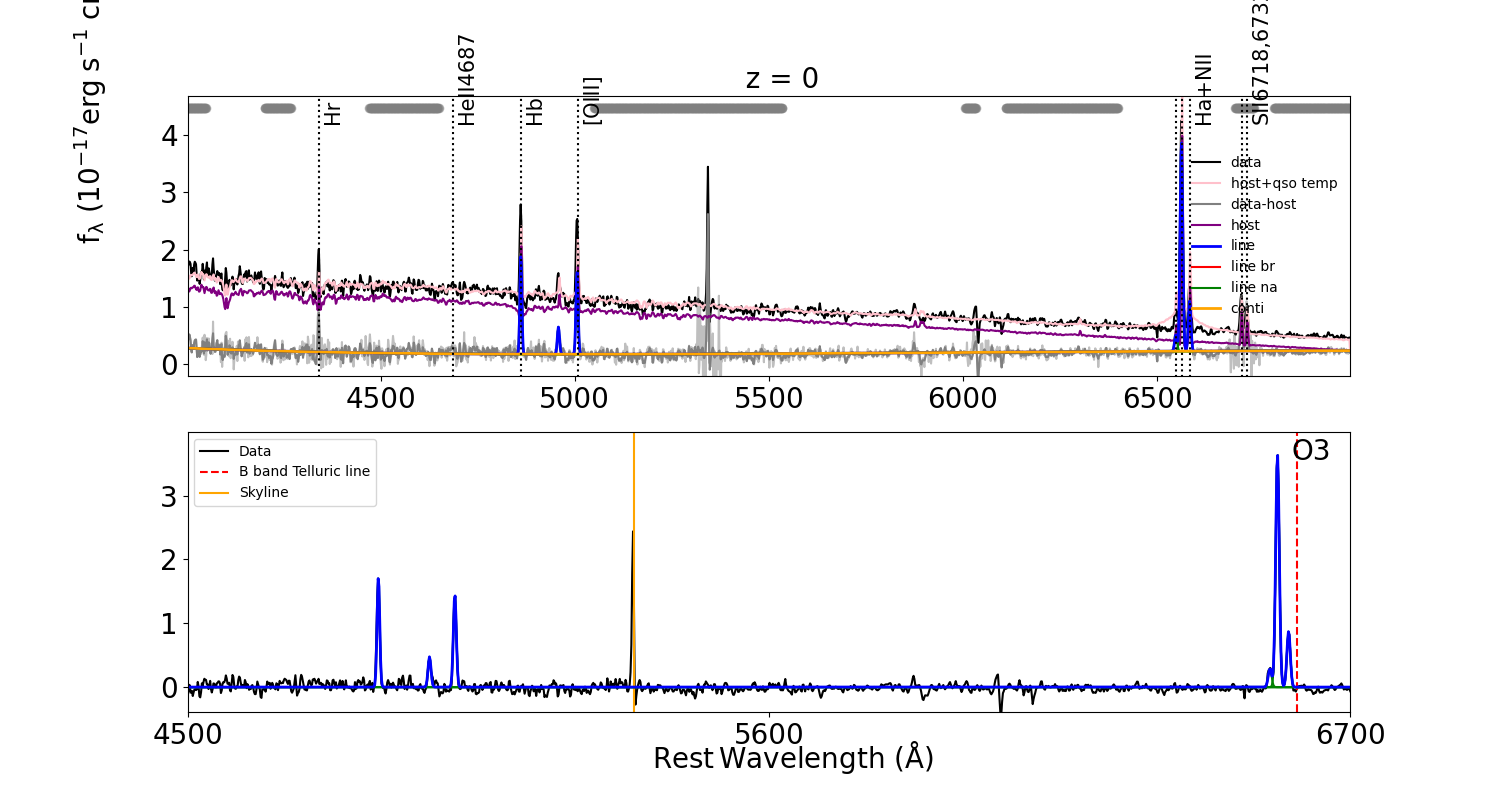 z = 0
fλ (10−17erg s−1 c
Hr
HeII4687
Hb
[OIII]
Ha+NII
SII6718,673
data
host+qso temp
data-host
host
line
line br
line na
conti
4
3
2
1
0
4500
5000
5500
6000
6500
Data
B band Telluric line
Skyline
O3
3
2
1
0
4500
5600
6700
Rest Wavelength (Å)